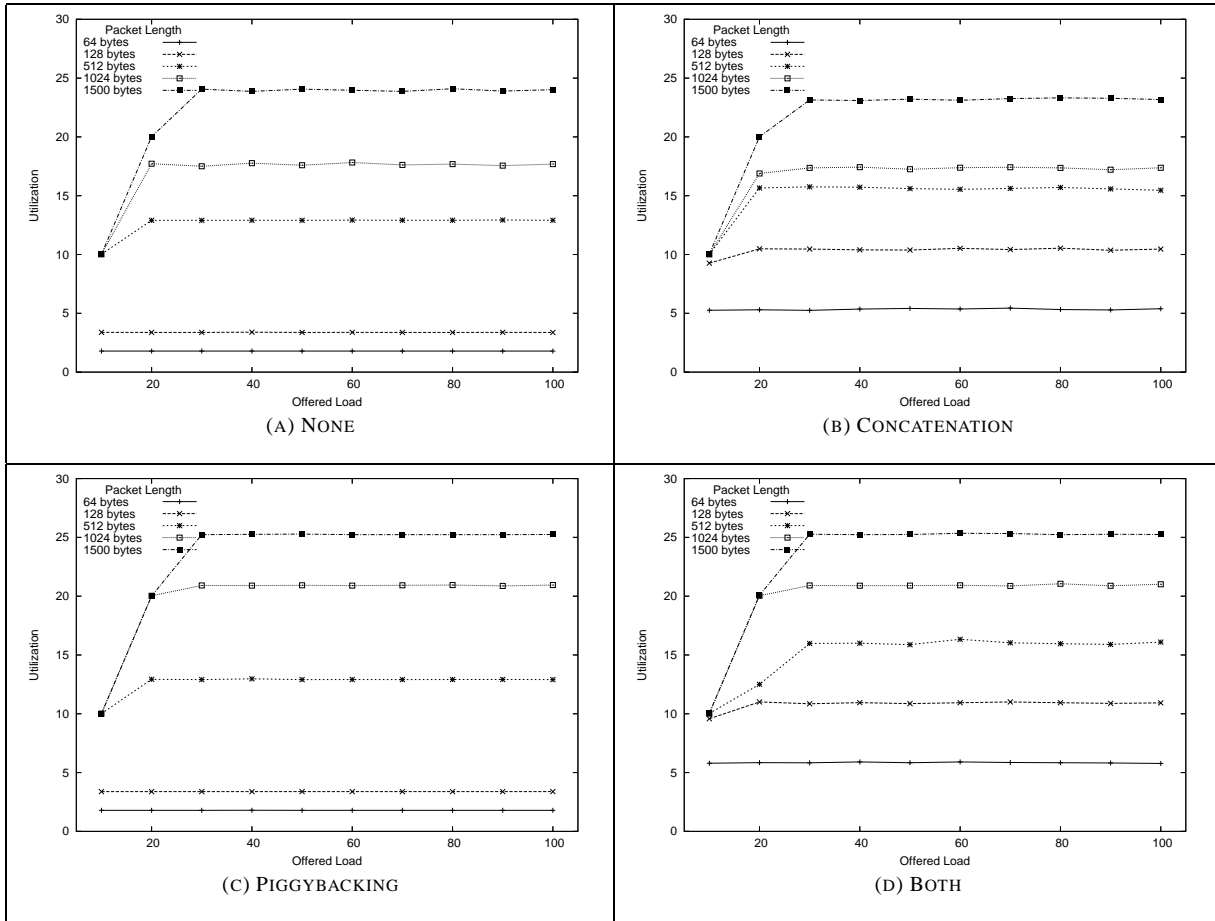 30
25
20
15
10
5
0
Utilization
Packet Length
64 bytes
128 bytes
512 bytes
1024 bytes
1500 bytes
20 40 60 80 100
Offered Load
(A) NONE
30
25
20
15
10
5
0
Utilization
Packet Length
64 bytes
128 bytes
512 bytes
1024 bytes
1500 bytes
20 40 60 80 100
Offered Load
(B) CONCATENATION
30
25
20
15
10
5
0
Utilization
Packet Length
64 bytes
128 bytes
512 bytes
1024 bytes
1500 bytes
20 40 60 80 100
Offered Load
(C) PIGGYBACKING
30
25
20
15
10
5
0
Utilization
Packet Length
64 bytes
128 bytes
512 bytes
1024 bytes
1500 bytes
20 40 60 80 100
Offered Load
(D) BOTH